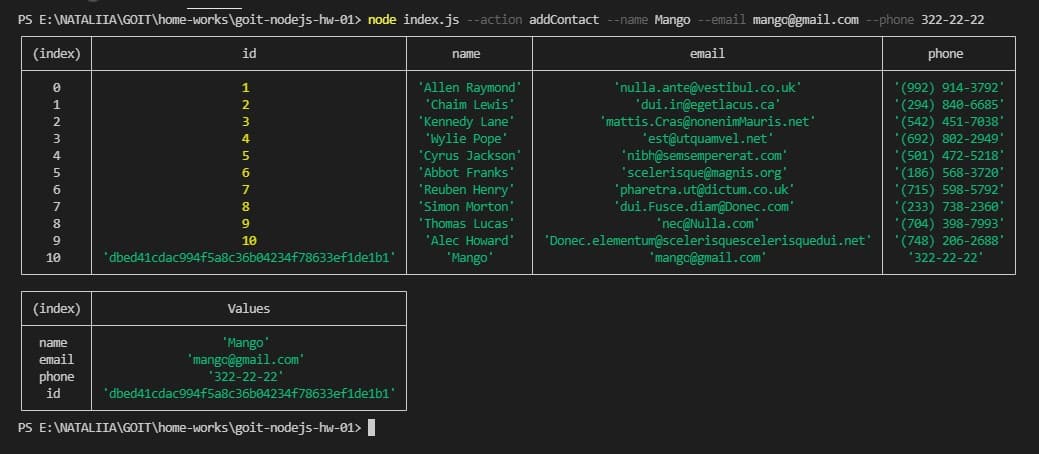 PS E:\NATALIIA\GOIT\home-works\goit-nodejs-hw-01> node index.js --action addContact --name Mango --email mango@gmail.com --phone 322-22-22
(index) id name email phone
0 1 'Allen Raymond' 'nulla.ante@vestibul.co.uk' '(992) 914-3792'
1 2 'Chaim Lewis' 'dui.in@egetlacus.ca' '(294) 840-6685'
2 3 'Kennedy Lane' 'mattis.Cras@nonenimMauris.net' '(542) 451-7038'
3 4 'Wylie Pope' 'est@utquamvel.net' '(692) 802-2949'
4 5 'Cyrus Jackson' 'nibh@semsempererat.com' '(501) 472-5218'
5 6 'Abbot Franks' 'scelerisque@magnis.org' '(186) 568-3720'
6 7 'Reuben Henry' 'pharetra.ut@dictum.co.uk' '(715) 598-5792'
7 8 'Simon Morton' 'dui.Fusce.diam@Donec.com' '(233) 738-2360'
8 9 'Thomas Lucas' 'nec@Nulla.com' '(704) 398-7993'
9 10 'Alec Howard' 'Donec.elementum@scelerisquescelerisquedui.net' '(748) 206-2688'
10 'dbed41cdac994f5a8c36b04234f78633ef1de1b1' 'Mango' 'mango@gmail.com' '322-22-22'
(index) Values
name 'Mango'
email 'mango@gmail.com'
phone '322-22-22'
id 'dbed41cdac994f5a8c36b04234f78633ef1de1b1'
PS E:\NATALIIA\GOIT\home-works\goit-nodejs-hw-01>